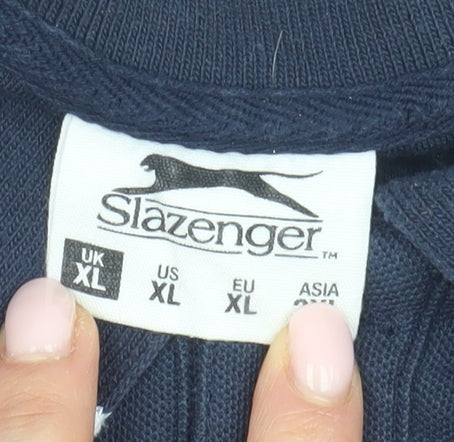 Slazenger™
UK US EU ASIA
XL XL XL